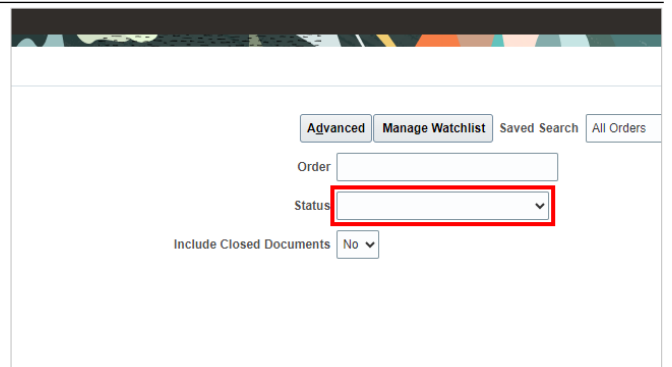 Advanced Manage Watchlist Saved Search All Orders
Order
Status
Include Closed Documents No